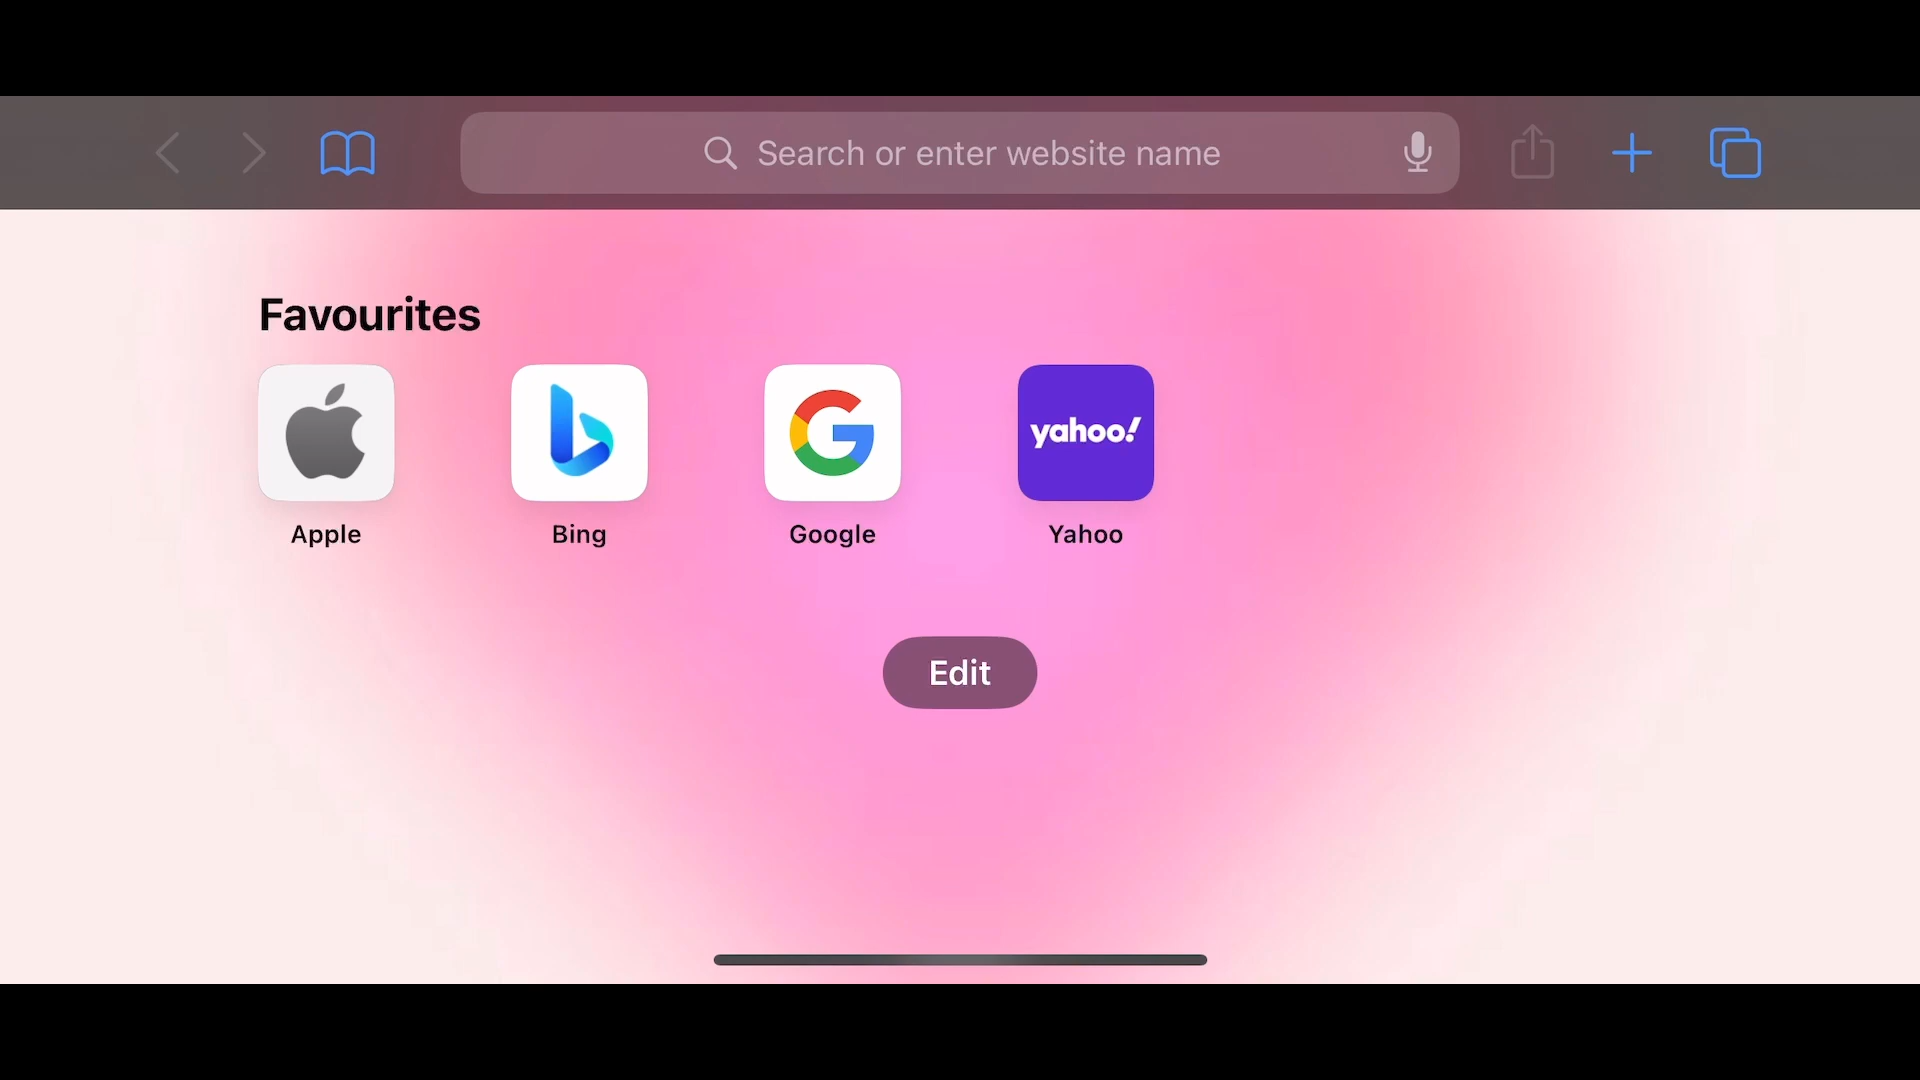 Search or enter website name
Favourites
yahoo!
Apple
Bing
Google
Yahoo
Edit